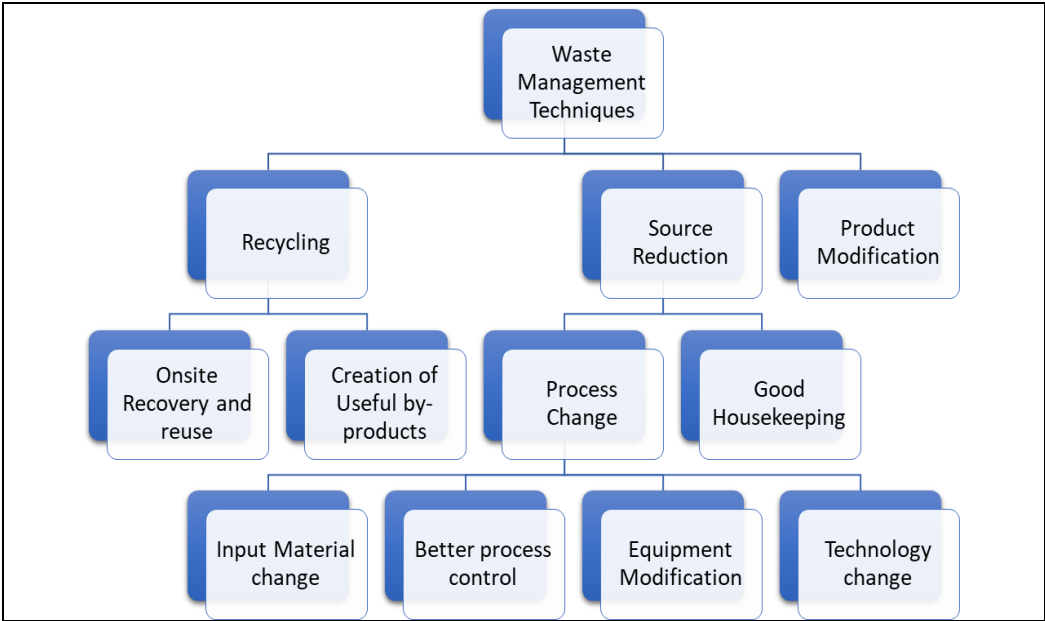 Waste
Management
Techniques
Recycling
Source
Reduction
Product
Modification
Onsite
Recovery and
reuse
Creation of
Useful by-
products
Process
Change
Good
Housekeeping
Input Material
change
Better process
control
Equipment
Modification
Technology
change